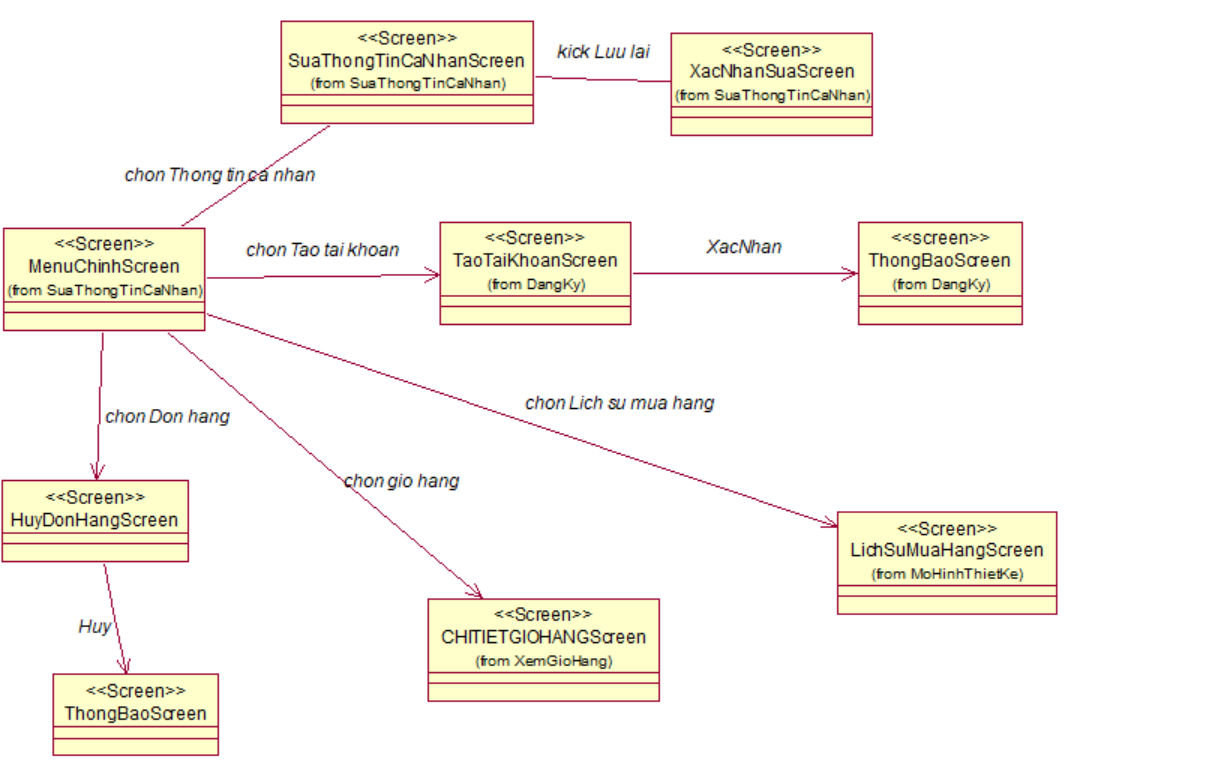 <<Screen>>
SuaThongTinCaNhanScreen
(from SuaThongTinCaNhan)
kick Luu lai
<<Screen>>
XacNhanSuaScreen
(from SuaThongTinCaNhan)
chon Thong tin ca nhan
<<Screen>>
MenuChinhScreen
(from SuaThongTinCaNhan)
chon Tao tai khoan
<<Screen>>
TaoTaiKhoanScreen
(from DangKy)
XacNhan
<<screen>>
ThongBaoScreen
(from DangKy)
chon Don hang
chon Lich su mua hang
chon gio hang
<<Screen>>
HuyDonHangScreen
<<Screen>>
LichSuMuaHangScreen
(from MoHinhThietKe)
Huy
<<Screen>>
CHITIETGIOHANGScreen
(from XemGioHang)
<<Screen>>
ThongBaoScreen